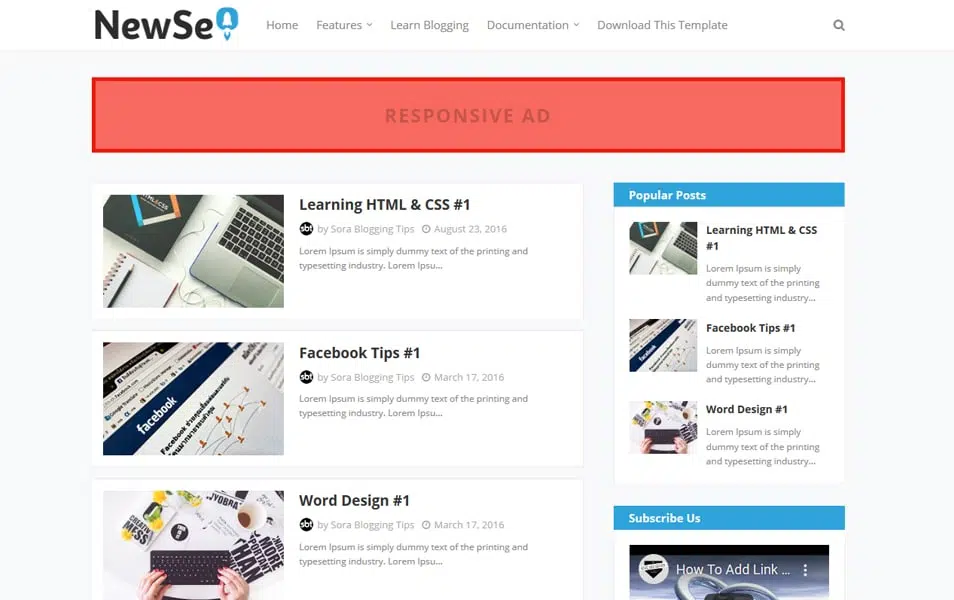 NewSeo
Home
Features
Learn Blogging
Documentation
Download This Template
RESPONSIVE AD
Learning HTML & CSS #1
sbt by Sora Blogging Tips August 23, 2016
Lorem Ipsum is simply dummy text of the printing and
typesetting industry. Lorem Ipsu...
facebook
Facebook Tips #1
sbt by Sora Blogging Tips March 17, 2016
Lorem Ipsum is simply dummy text of the printing and
typesetting industry. Lorem Ipsu...
Word Design #1
sbt by Sora Blogging Tips March 17, 2016
Lorem Ipsum is simply dummy text of the printing and
typesetting industry. Lorem Ipsu...
Popular Posts
Learning HTML & CSS
#1
Lorem Ipsum is simply
dummy text of the printing
and typesetting industry...
Facebook Tips #1
Lorem Ipsum is simply
dummy text of the printing
and typesetting industry...
Word Design #1
Lorem Ipsum is simply
dummy text of the printing
and typesetting industry...
Subscribe Us
How To Add Link ...